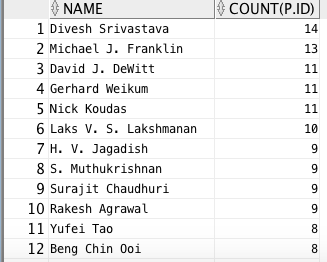 NAME COUNT(P.ID)
1 Divesh Srivastava 14
2 Michael J. Franklin 13
3 David J. DeWitt 11
4 Gerhard Weikum 11
5 Nick Koudas 11
6 Laks V. S. Lakshmanan 10
7 H. V. Jagadish 9
8 S. Muthukrishnan 9
9 Surajit Chaudhuri 9
10 Rakesh Agrawal 9
11 Yufei Tao 8
12 Beng Chin Ooi 8